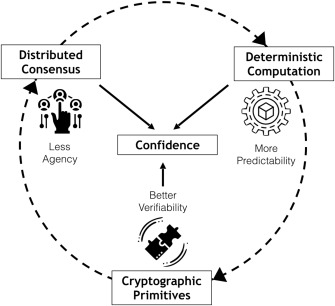 Distributed
Consensus
Deterministic
Computation
Less
Agency
Confidence
More
Predictability
Better
Verifiability
Cryptographic
Primitives